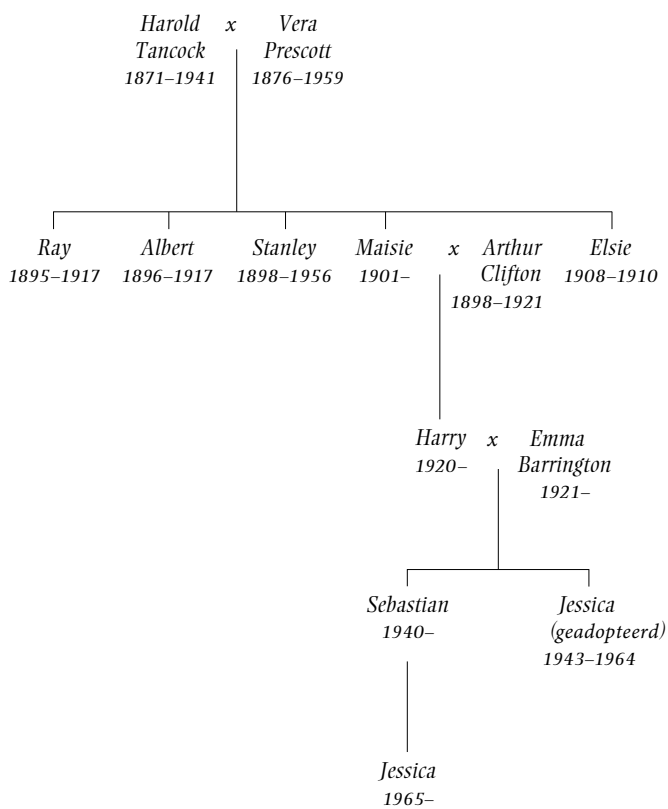 Harold x Vera
Tancock Prescott
1871–1941 1876–1959
Ray Albert Stanley Maisie x Arthur Elsie
1895–1917 1896–1917 1898–1956 1901– Clifton 1908–1910
1898–1921
Harry x Emma
1920– Barrington
1921–
Sebastian Jessica
1940– (geadopteerd)
1943–1964
Jessica
1965–